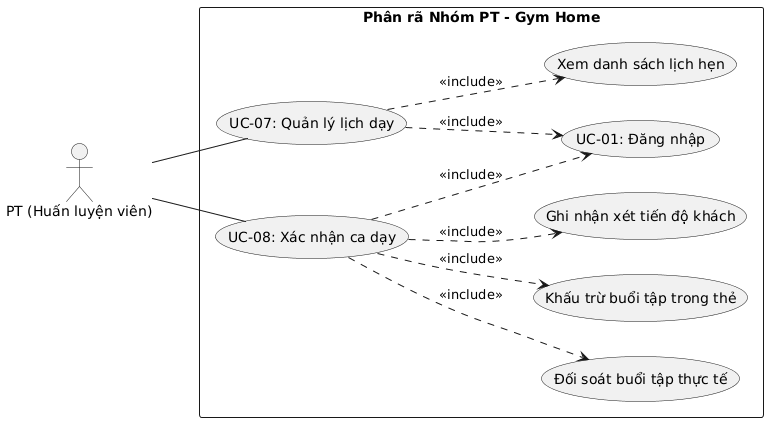 Phân rã Nhóm PT - Gym Home
Xem danh sách lịch hẹn
«include»
UC-07: Quản lý lịch dạy
«include»
UC-01: Đăng nhập
«include»
PT (Huấn luyện viên)
Ghi nhận xét tiến độ khách
UC-08: Xác nhận ca dạy
«include»
«include»
Khấu trừ buổi tập trong thẻ
«include»
Đối soát buổi tập thực tế